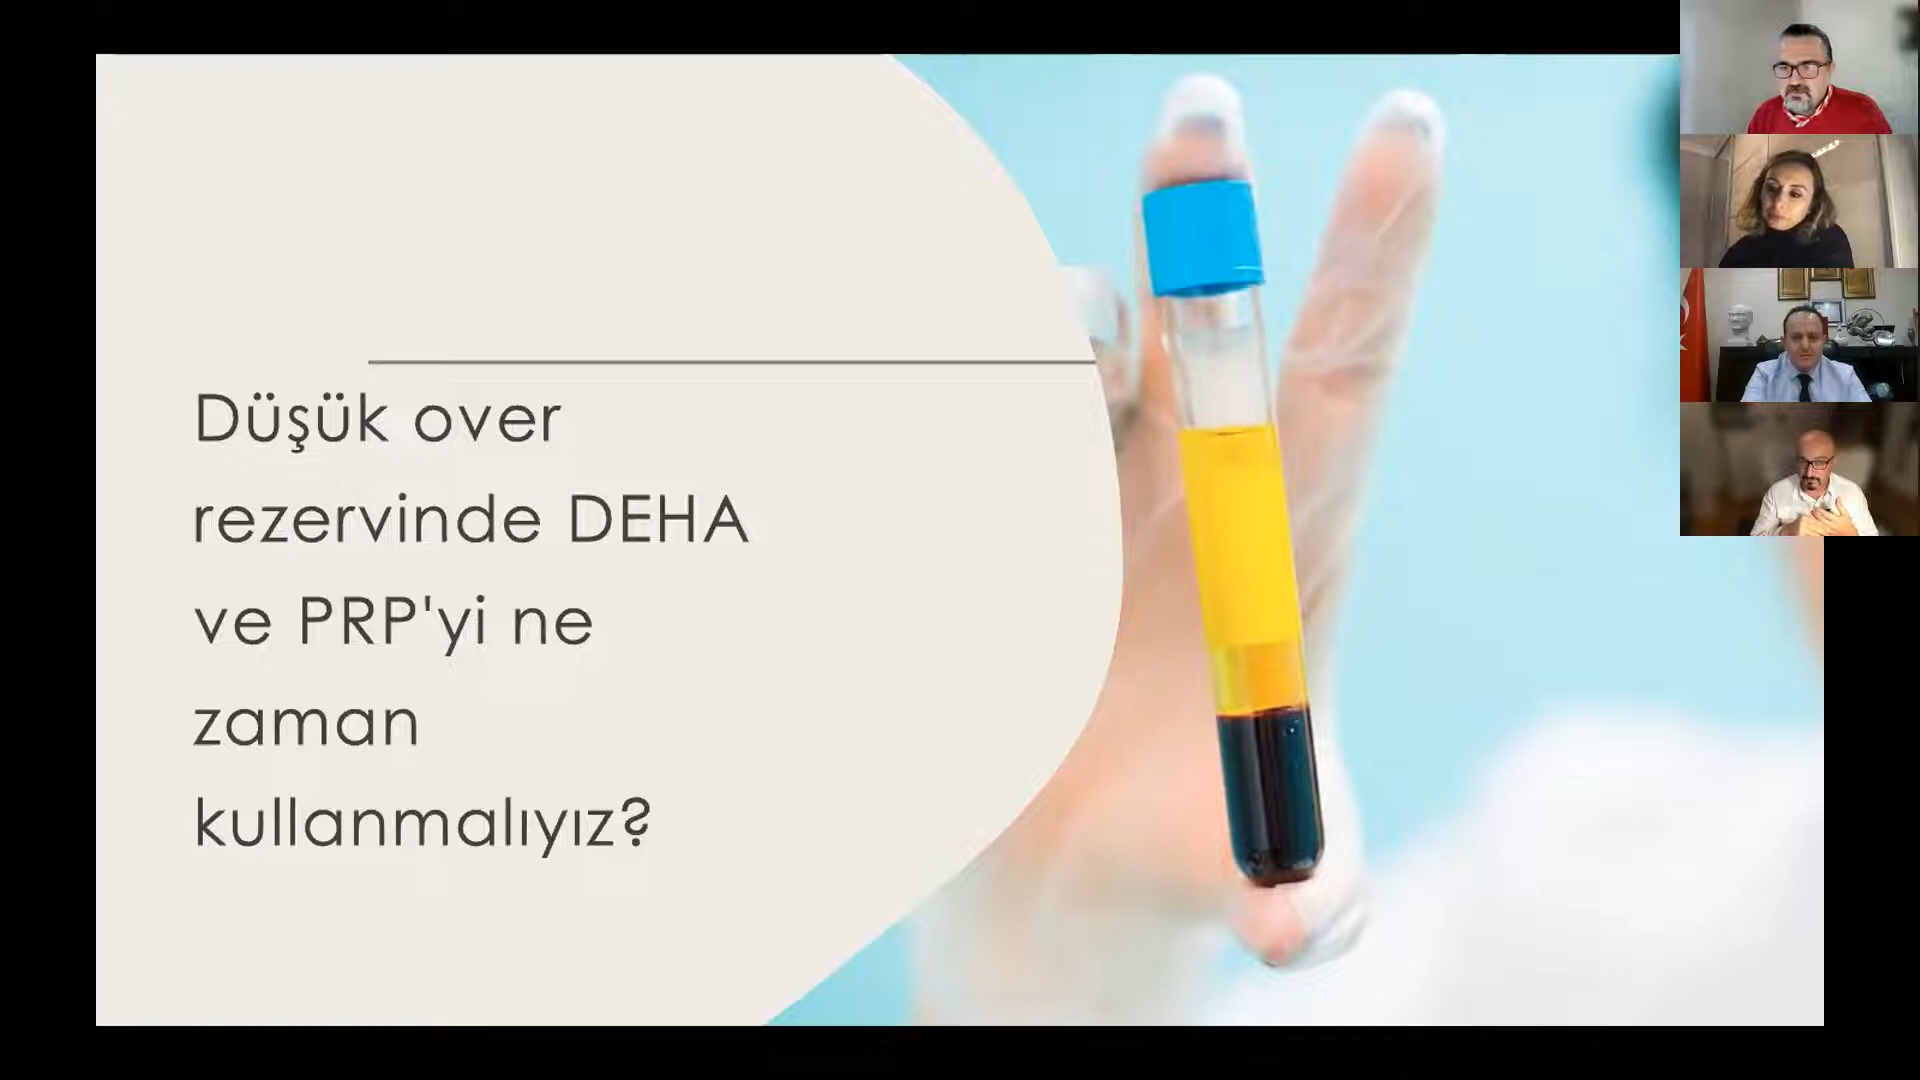 Düşük over
rezervinde DEHA
ve PRP'yi ne
zaman
kullanmalıyız?